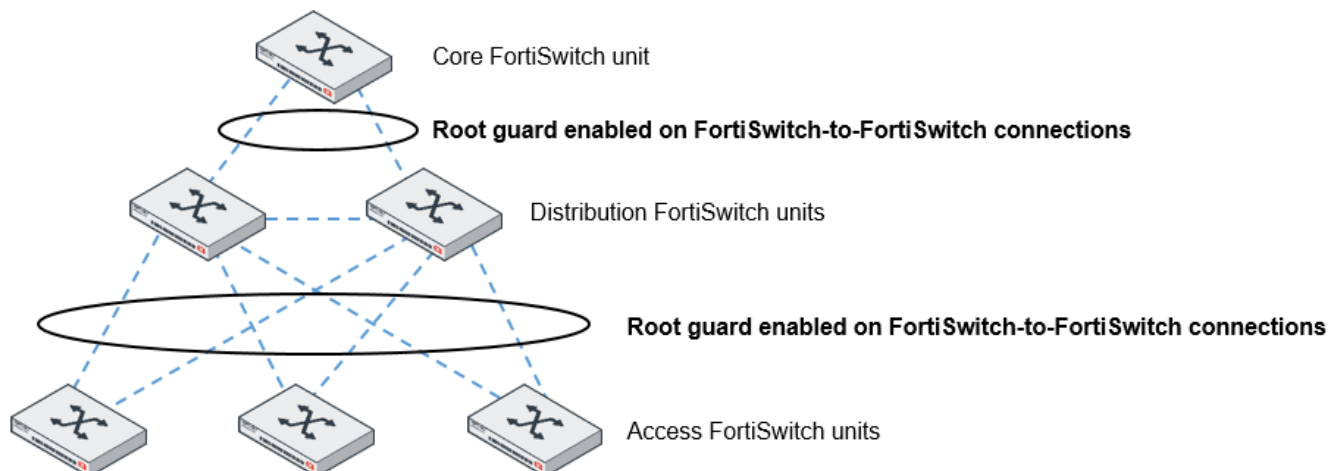 Core FortiSwitch unit
Root guard enabled on FortiSwitch-to-FortiSwitch connections
Distribution FortiSwitch units
Root guard enabled on FortiSwitch-to-FortiSwitch connections
Access FortiSwitch units